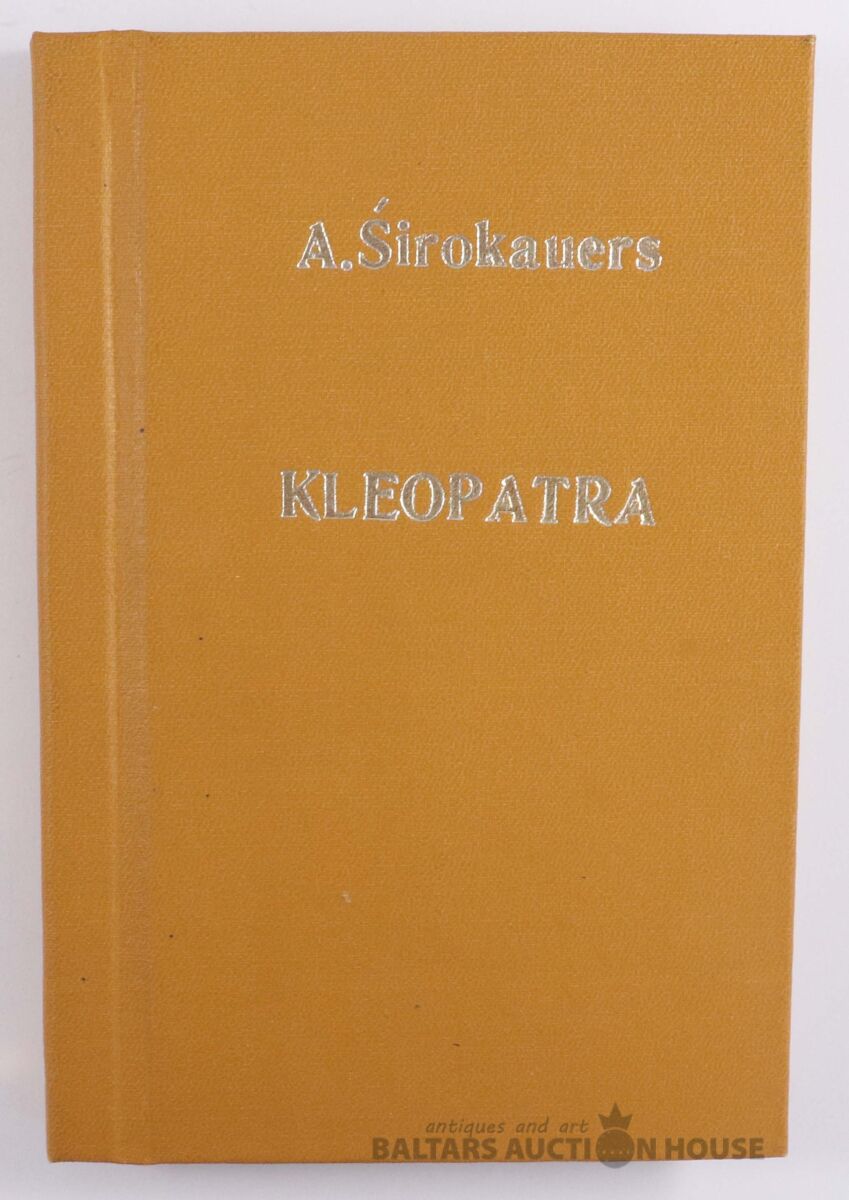 A.Śirokauers
KLEOPATRA
antiques and art
BALTARS AUCTION HOUSE